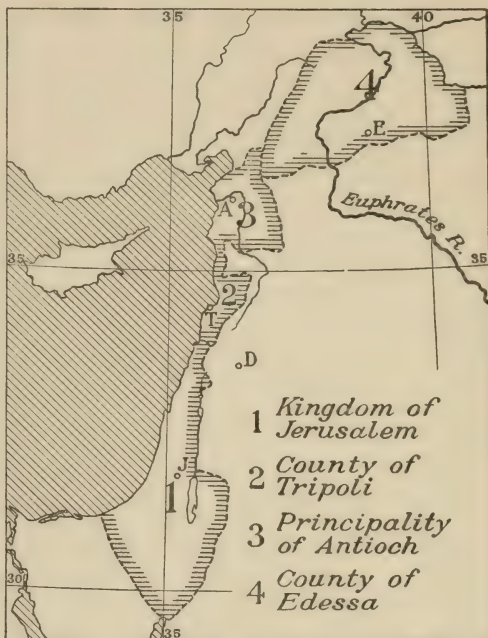 35
40
4
E
A
3
Euphrates R.
35
35
2
T
D
1 Kingdom of
Jerusalem
J
1
2 County of
Tripoli
3 Principality
of Antioch
30
4 County of
Edessa
35